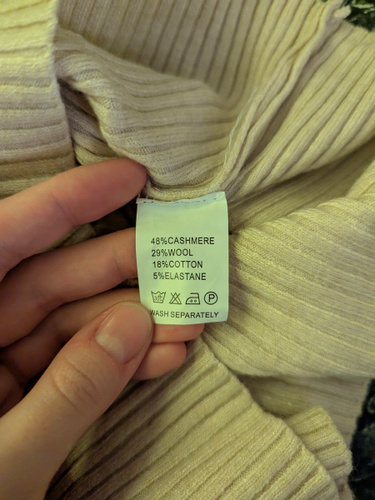 48%CASHMERE
29%WOOL
18%COTTON
5%ELASTANE
P
WASH SEPARATELY